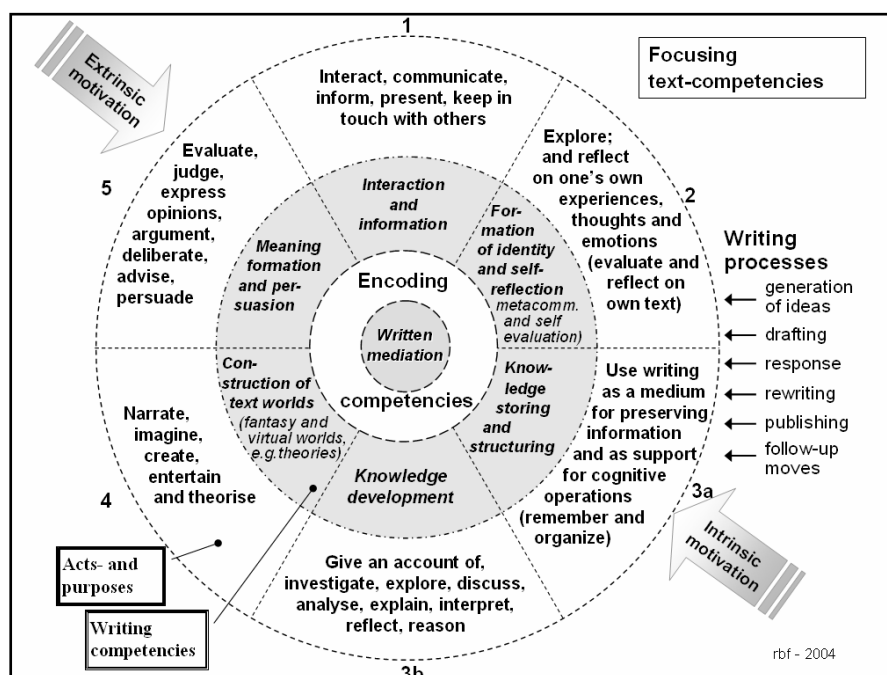 1
Focusing
text-competencies
Extrinsic
motivation
Interact, communicate,
inform, present, keep in
touch with others
5
Evaluate,
judge,
express
opinions,
argument,
deliberate,
advise,
persuade
Explore;
and reflect
on one's own
experiences,
thoughts and
emotions
(evaluate and
reflect on
own text)
2
Interaction
and
information
Meaning
formation
and per-
suasion
For-
mation
of identity
and self-
reflection
metacomm.
and self
evaluation)
Encoding
Written
mediation
competencies
Writing
processes
generation
of ideas
drafting
response
rewriting
publishing
follow-up
moves
Con-
struction of
text worlds
(fantasy and
virtual worlds,
e.g.theories)
Know-
ledge
storing
and
structuring
Knowledge
development
Use writing
as a medium
for preserving
information
and as support
for cognitive
operations
(remember and
organize)
3a
Narrate,
imagine,
create,
entertain
and theorise
4
Intrinsic
motivation
Acts- and
purposes
Writing
competencies
Give an account of,
investigate, explore, discuss,
analyse, explain, interpret,
reflect, reason
3b
rbf - 2004